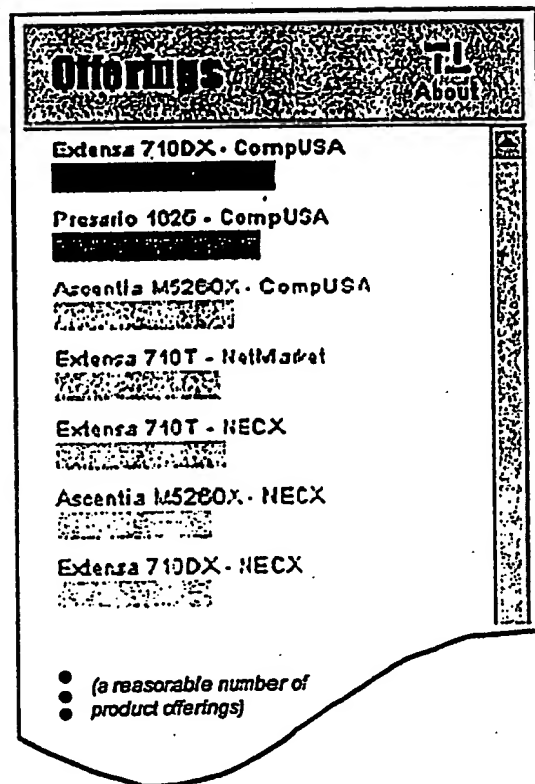 Offerings
About
Extensa 710DX - CompUSA
Presario 1026 - CompUSA
Ascentia M5260X - CompUSA
Extensa 710T - NetMarket
Extensa 710T - NECX
Ascentia M5260X - NECX
Extensa 710DX - NECX
(a reasonable number of
product offerings)